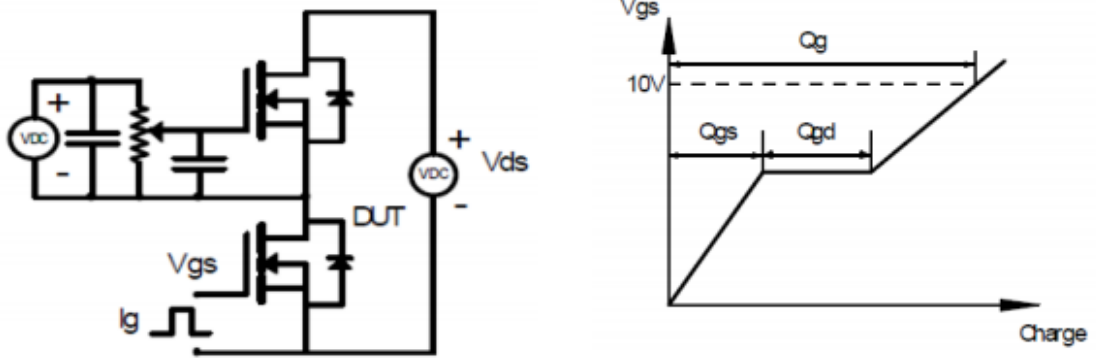 +
VDC
-
+
VDC
-
Vds
DUT
Vgs
Ig
Vgs
Qg
10V
Qgs
Qgd
Charge